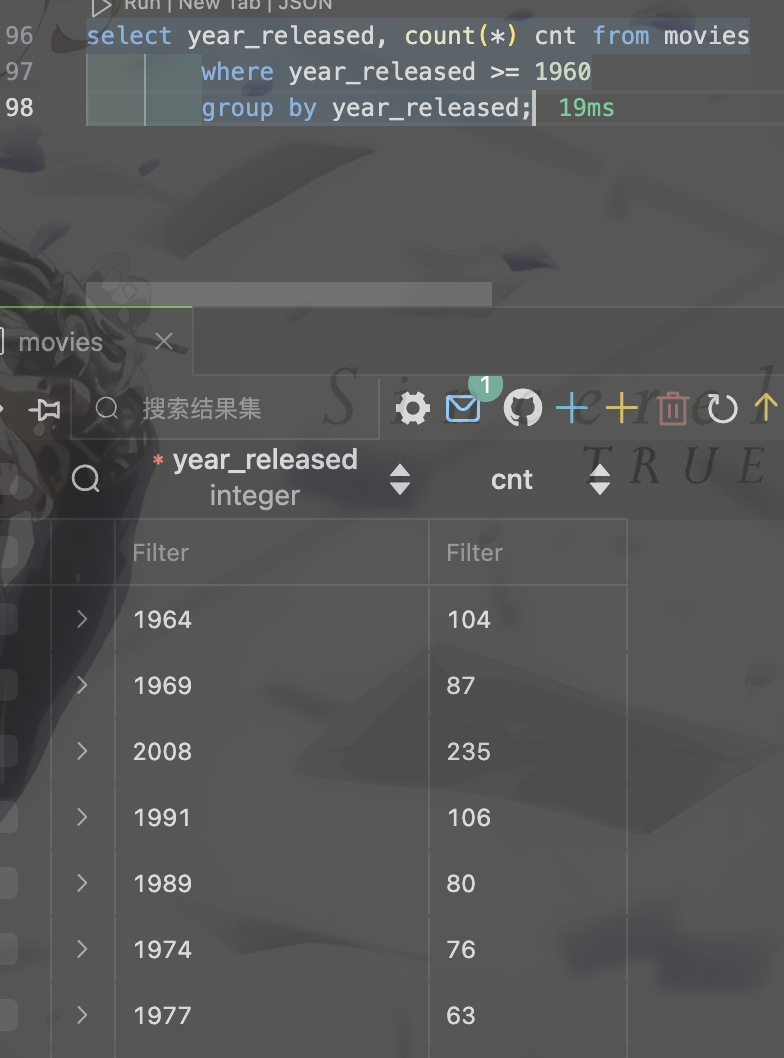 Run | New Tab | JSON
96 select year_released, count(*) cnt from movies
97 where year_released >= 1960
98 group by year_released; 19ms
movies
搜索结果集
1
* year_released
integer
cnt
TRUE
Filter Filter
1964 104
1969 87
2008 235
1991 106
1989 80
1974 76
1977 63